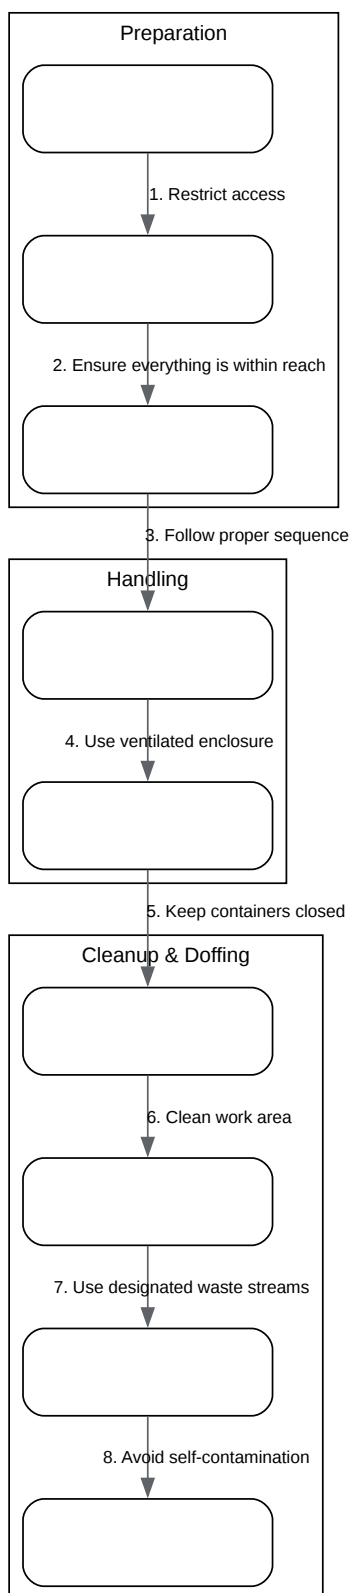 Preparation
1. Restrict access
2. Ensure everything is within reach
3. Follow proper sequence
Handling
4. Use ventilated enclosure
5. Keep containers closed
Cleanup & Doffing
6. Clean work area
7. Use designated waste streams
8. Avoid self-contamination